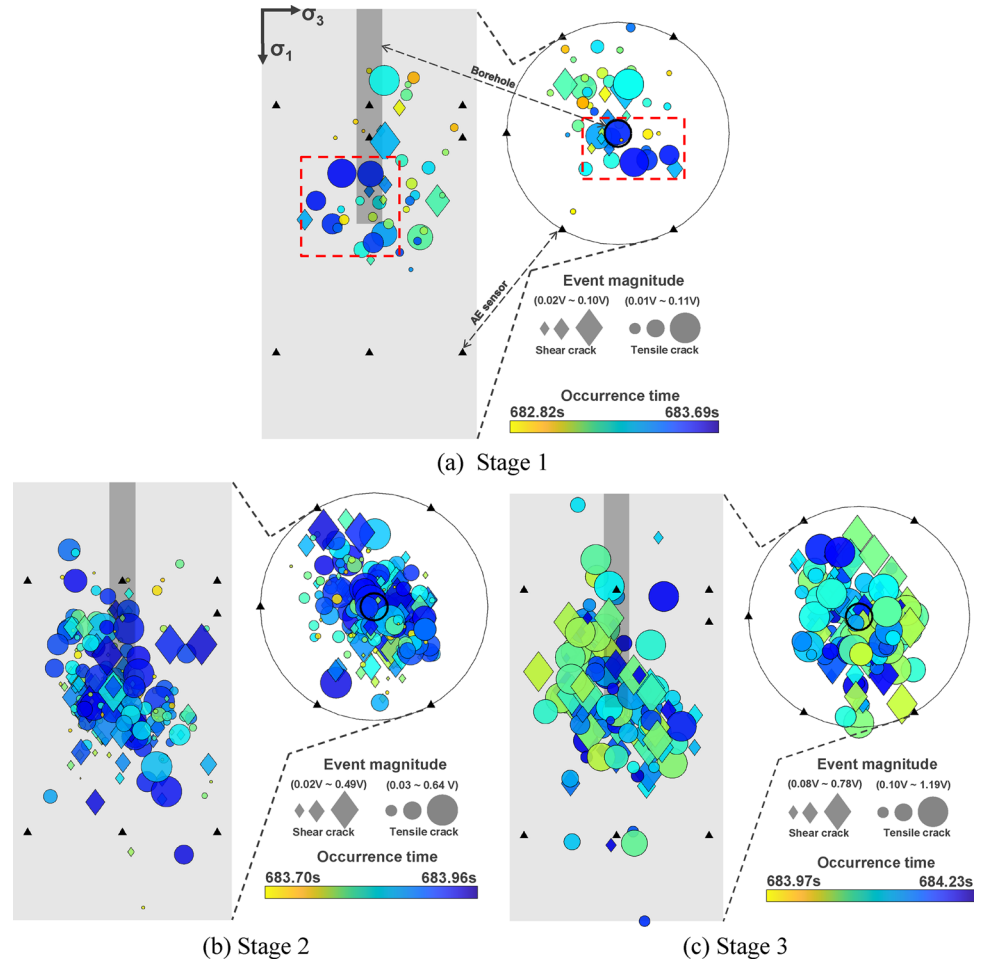 σ3
σ1
Borehole
AE sensor
Event magnitude
(0.02V ~ 0.10V) (0.01V ~ 0.11V)
Shear crack Tensile crack
Occurrence time
682.82s 683.69s
(a) Stage 1
Event magnitude
(0.02V ~ 0.49V) (0.03 ~ 0.64 V)
Shear crack Tensile crack
Occurrence time
683.70s 683.96s
(b) Stage 2
Event magnitude
(0.08V ~ 0.78V) (0.10V ~ 1.19V)
Shear crack Tensile crack
Occurrence time
683.97s 684.23s
(c) Stage 3